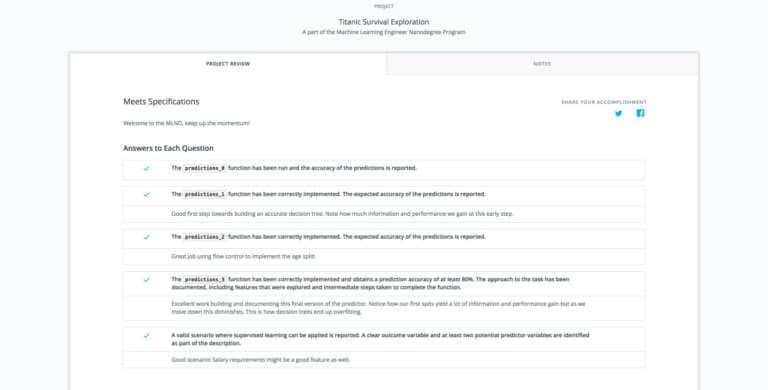 PROJECT
Titanic Survival Exploration
A part of the Machine Learning Engineer Nanodegree Program
PROJECT REVIEW
NOTES
Meets Specifications
SHARE YOUR ACCOMPLISHMENT
Welcome to the MLND, keep up the momentum!
Answers to Each Question
The predictions_0 function has been run and the accuracy of the predictions is reported.
The predictions_1 function has been correctly implemented. The expected accuracy of the predictions is reported.
Good first step towards building an accurate decision tree. Note how much information and performance we gain at this early step.
The predictions_2 function has been correctly implemented. The expected accuracy of the predictions is reported.
Great job using flow control to implement the age split!
The predictions_3 function has been correctly implemented and obtains a prediction accuracy of at least 80%. The approach to the task has been
documented, including features that were explored and intermediate steps taken to complete the function.
Excellent work building and documenting this final version of the predictor. Notice how our first spits yield a lot of information and performance gain but as we
move down this diminishes. This is how decision trees end up overfitting.
A valid scenario where supervised learning can be applied is reported. A clear outcome variable and at least two potential predictor variables are identified
as part of the description.
Good scenario! Salary requirements might be a good feature as well.